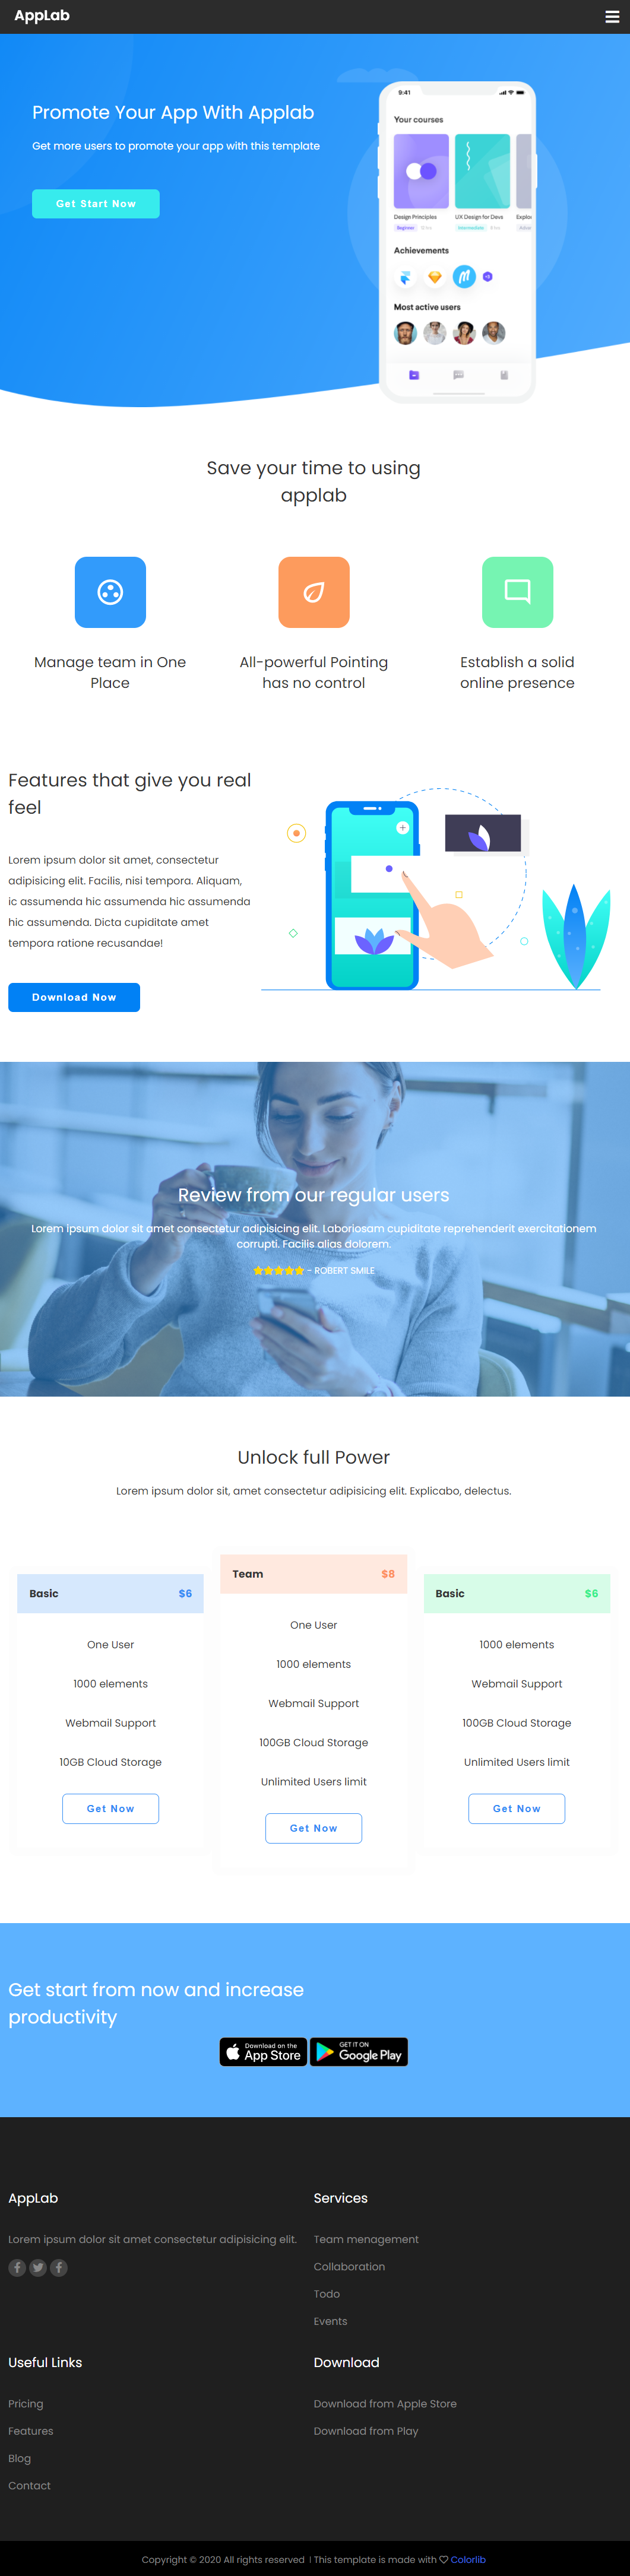 AppLab
Promote Your App With Applab
Get more users to promote your app with this template
Get Start Now
9:41
Your courses
Design Principles
UX Design for Devs
Explor
Beginner
Intermediate
Achievements
Most active users
Save your time to using
applab
Manage team in One
Place
All-powerful Pointing
has no control
Establish a solid
online presence
Features that give you real
feel
Lorem ipsum dolor sit amet, consectetur
adipisicing elit. Facilis, nisi tempora. Aliquam,
ic assumenda hic assumenda hic assumenda
hic assumenda. Dicta cupiditate amet
tempora ratione recusandae!
Download Now
Review from our regular users
Lorem ipsum dolor sit amet consectetur adipisicing elit. Laboriosam cupiditate reprehenderit exercitationem
corrupti. Facilis alias dolorem.
- ROBERT SMILE
Unlock full Power
Lorem ipsum dolor sit, amet consectetur adipisicing elit. Explicabo, delectus.
Basic $6
One User
1000 elements
Webmail Support
10GB Cloud Storage
Get Now
Team $8
One User
1000 elements
Webmail Support
100GB Cloud Storage
Unlimited Users limit
Get Now
Basic $6
1000 elements
Webmail Support
100GB Cloud Storage
Unlimited Users limit
Get Now
Get start from now and increase
productivity
Download on the
App Store
GET IT ON
Google Play
AppLab
Lorem ipsum dolor sit amet consectetur adipisicing elit.
Services
Team menagement
Collaboration
Todo
Events
Useful Links
Pricing
Features
Blog
Contact
Download
Download from Apple Store
Download from Play
Copyright © 2020 All rights reserved | This template is made with ♡ Colorlib